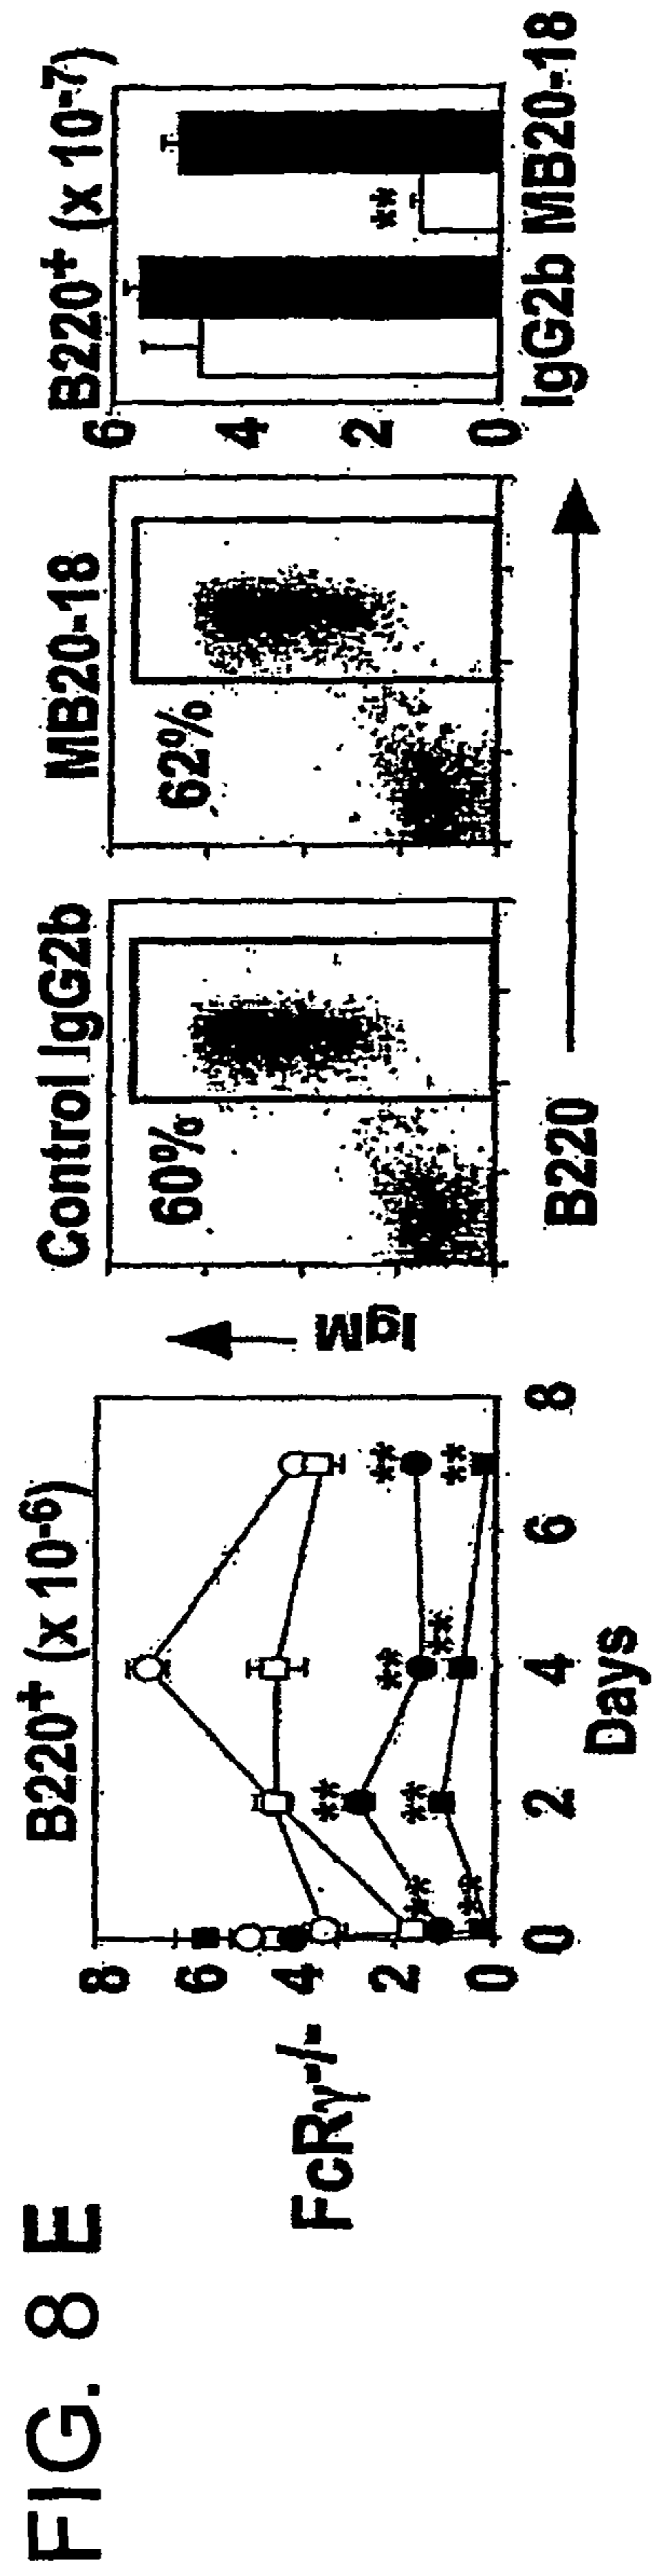 FIG. 8 E
FcRγ-/-
B220+ (x 10-6)
8
6
4
2
0
0
2
4
6
8
**
**
**
**
**
**
**
**
Days
IgM
Control IgG2b
60%
MB20-18
62%
B220
B220+ (x 10-7)
6
4
2
0
**
IgG2b MB20-18